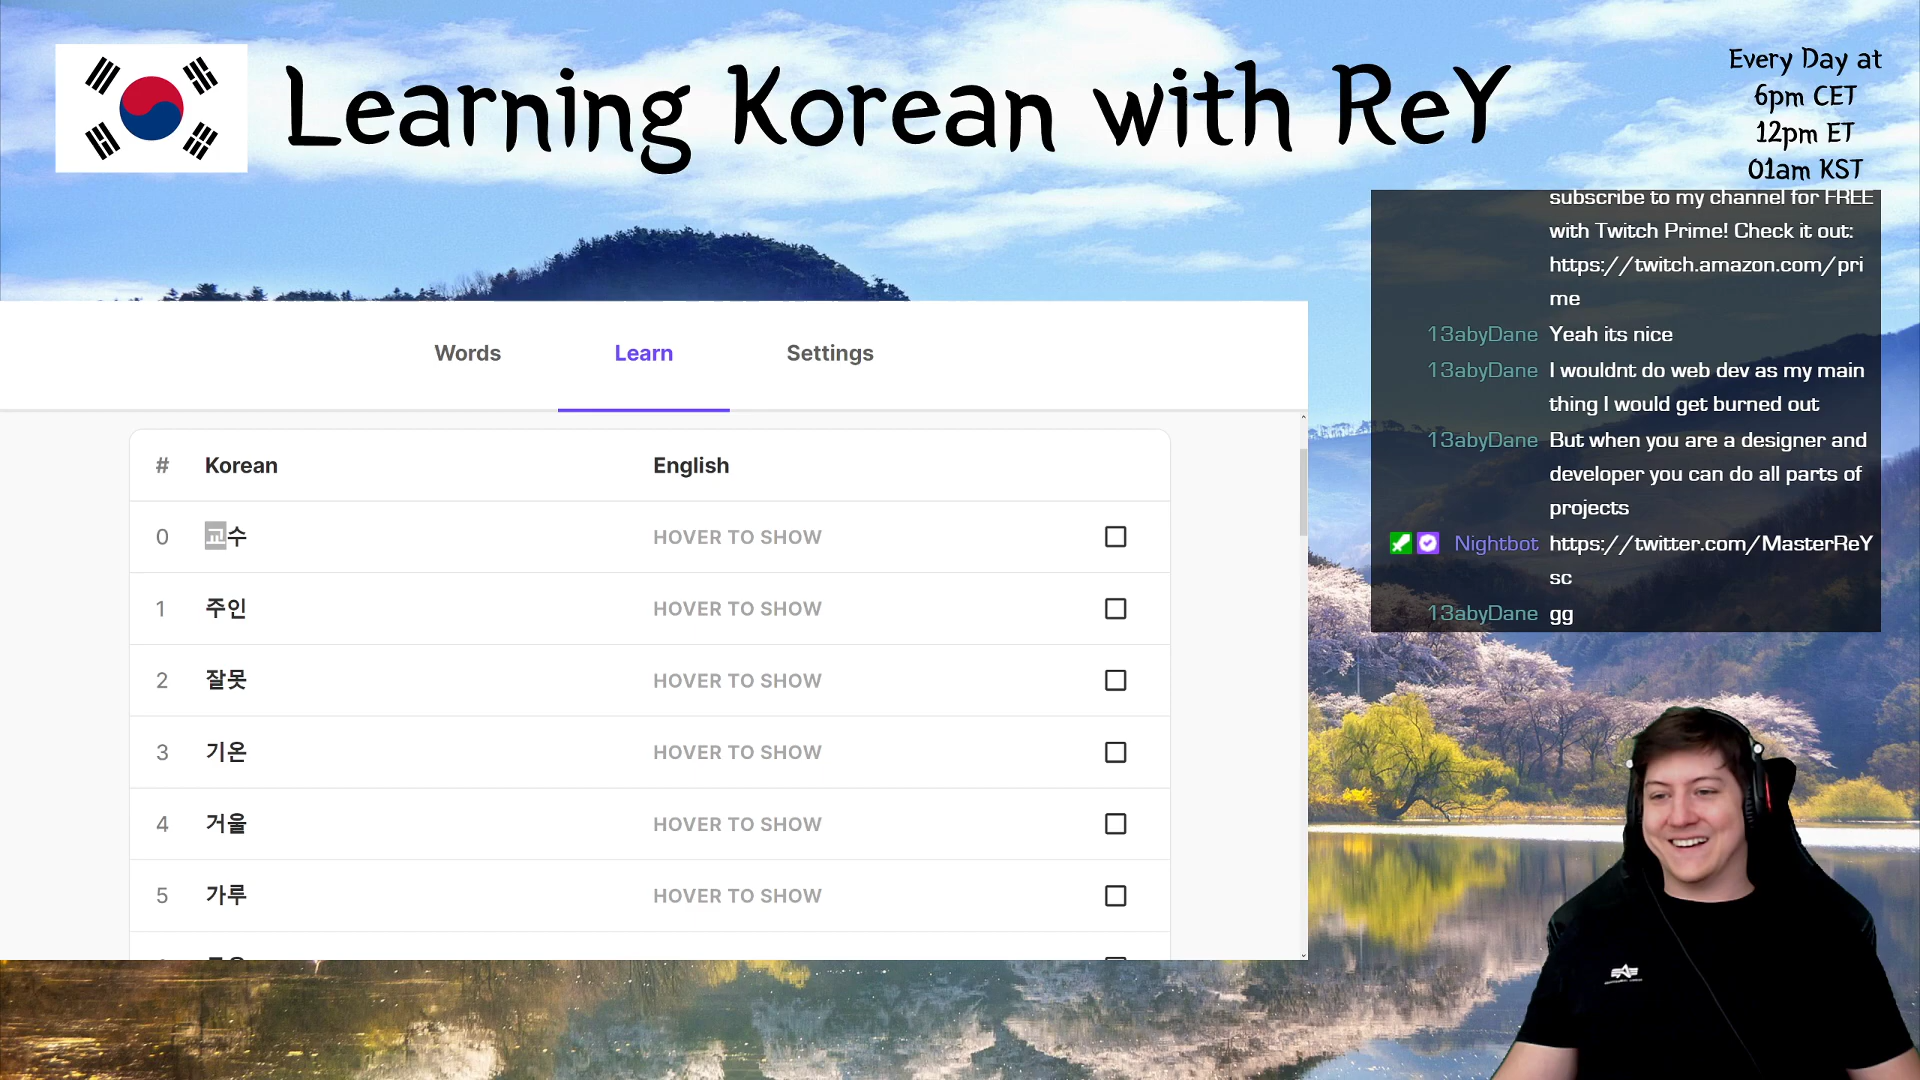 Learning Korean with ReY
Every Day at
6pm CET
12pm ET
01am KST
subscribe to my channel for FREE
with Twitch Prime! Check it out:
https://twitch.amazon.com/pri
me
13abyDane Yeah its nice
13abyDane I wouldnt do web dev as my main
thing I would get burned out
13abyDane But when you are a designer and
developer you can do all parts of
projects
Nightbot https://twitter.com/MasterReY
sc
13abyDane gg
Words Learn Settings
# Korean English
0 교수 HOVER TO SHOW
1 주인 HOVER TO SHOW
2 잘못 HOVER TO SHOW
3 기온 HOVER TO SHOW
4 거울 HOVER TO SHOW
5 가루 HOVER TO SHOW